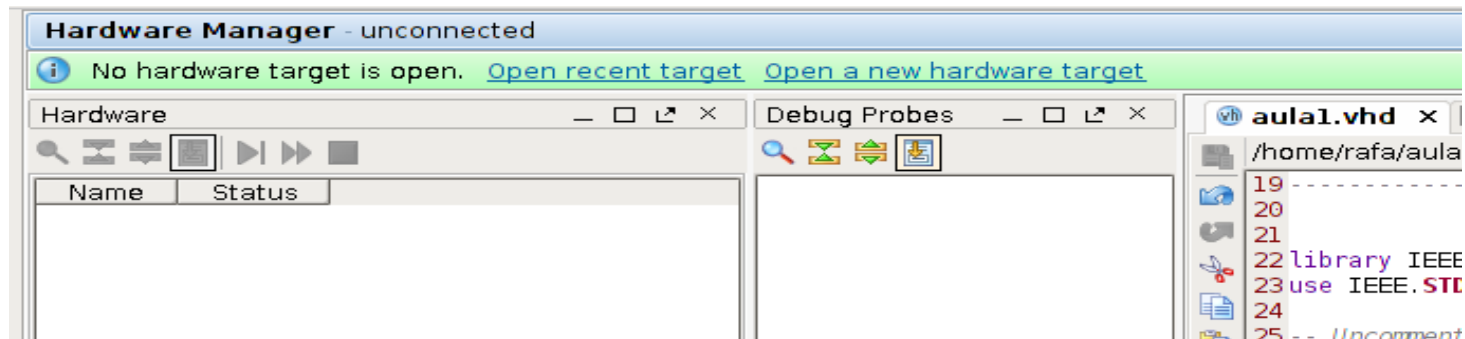 Hardware Manager - unconnected
No hardware target is open. Open recent target Open a new hardware target
Hardware
Debug Probes
aula1.vhd
/home/rafa/aula
Name Status
19 ------------
20
21
22 library IEEE
23 use IEEE.STD
24
25 -- Uncomment